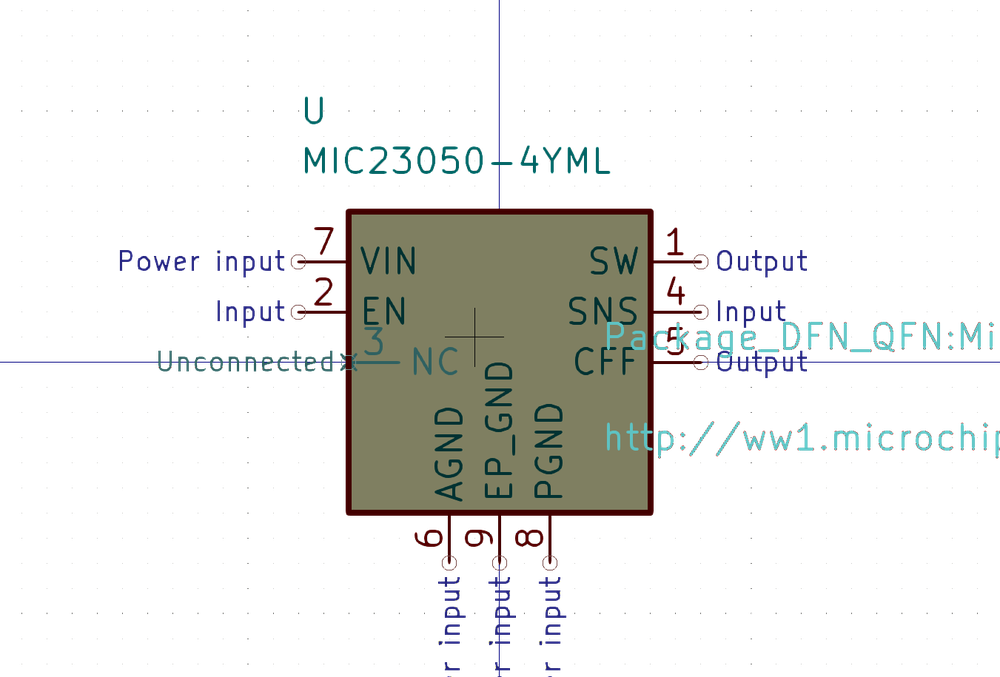 U
MIC23050-4YML
Power input 7 VIN SW 1 Output
Input 2 EN SNS 4 Input
Package_DFN_QFN:Mi
Unconnected 3 NC CFF 5 Output
http://ww1.microchip
AGND EP_GND PGND
6 9 8
r input r input r input